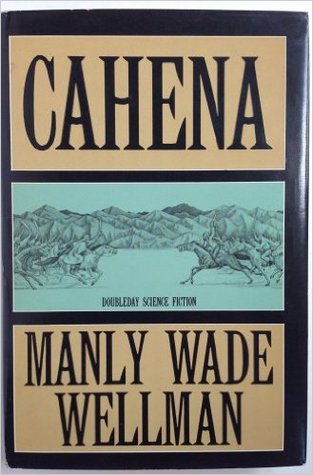 CAHENA
DOUBLEDAY SCIENCE FICTION
MANLY WADE
WELLMAN